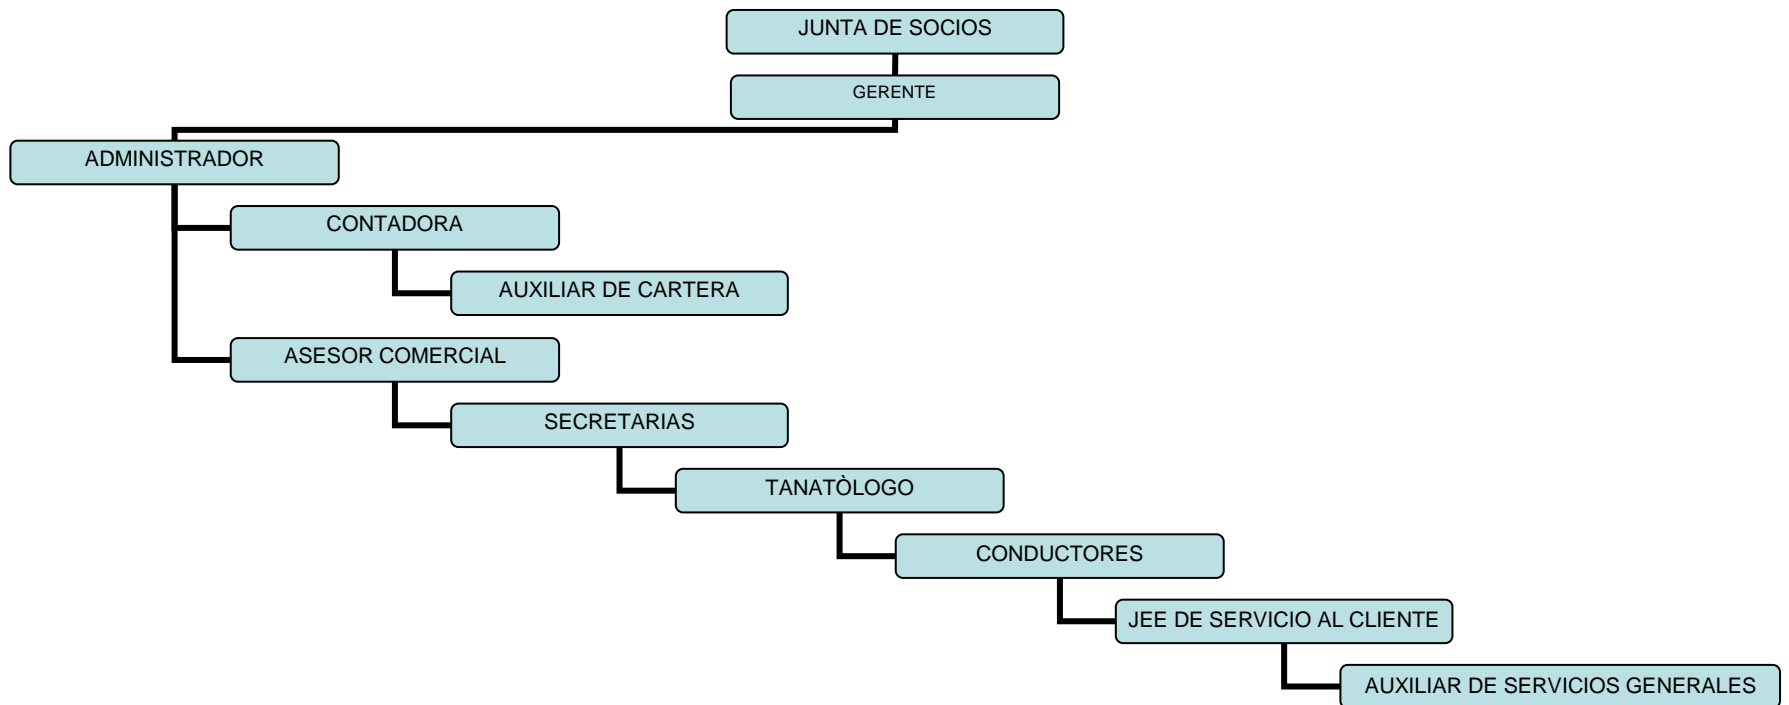 JUNTA DE SOCIOS
GERENTE
ADMINISTRADOR
CONTADORA
AUXILIAR DE CARTERA
ASESOR COMERCIAL
SECRETARIAS
TANATÒLOGO
CONDUCTORES
JEE DE SERVICIO AL CLIENTE
AUXILIAR DE SERVICIOS GENERALES